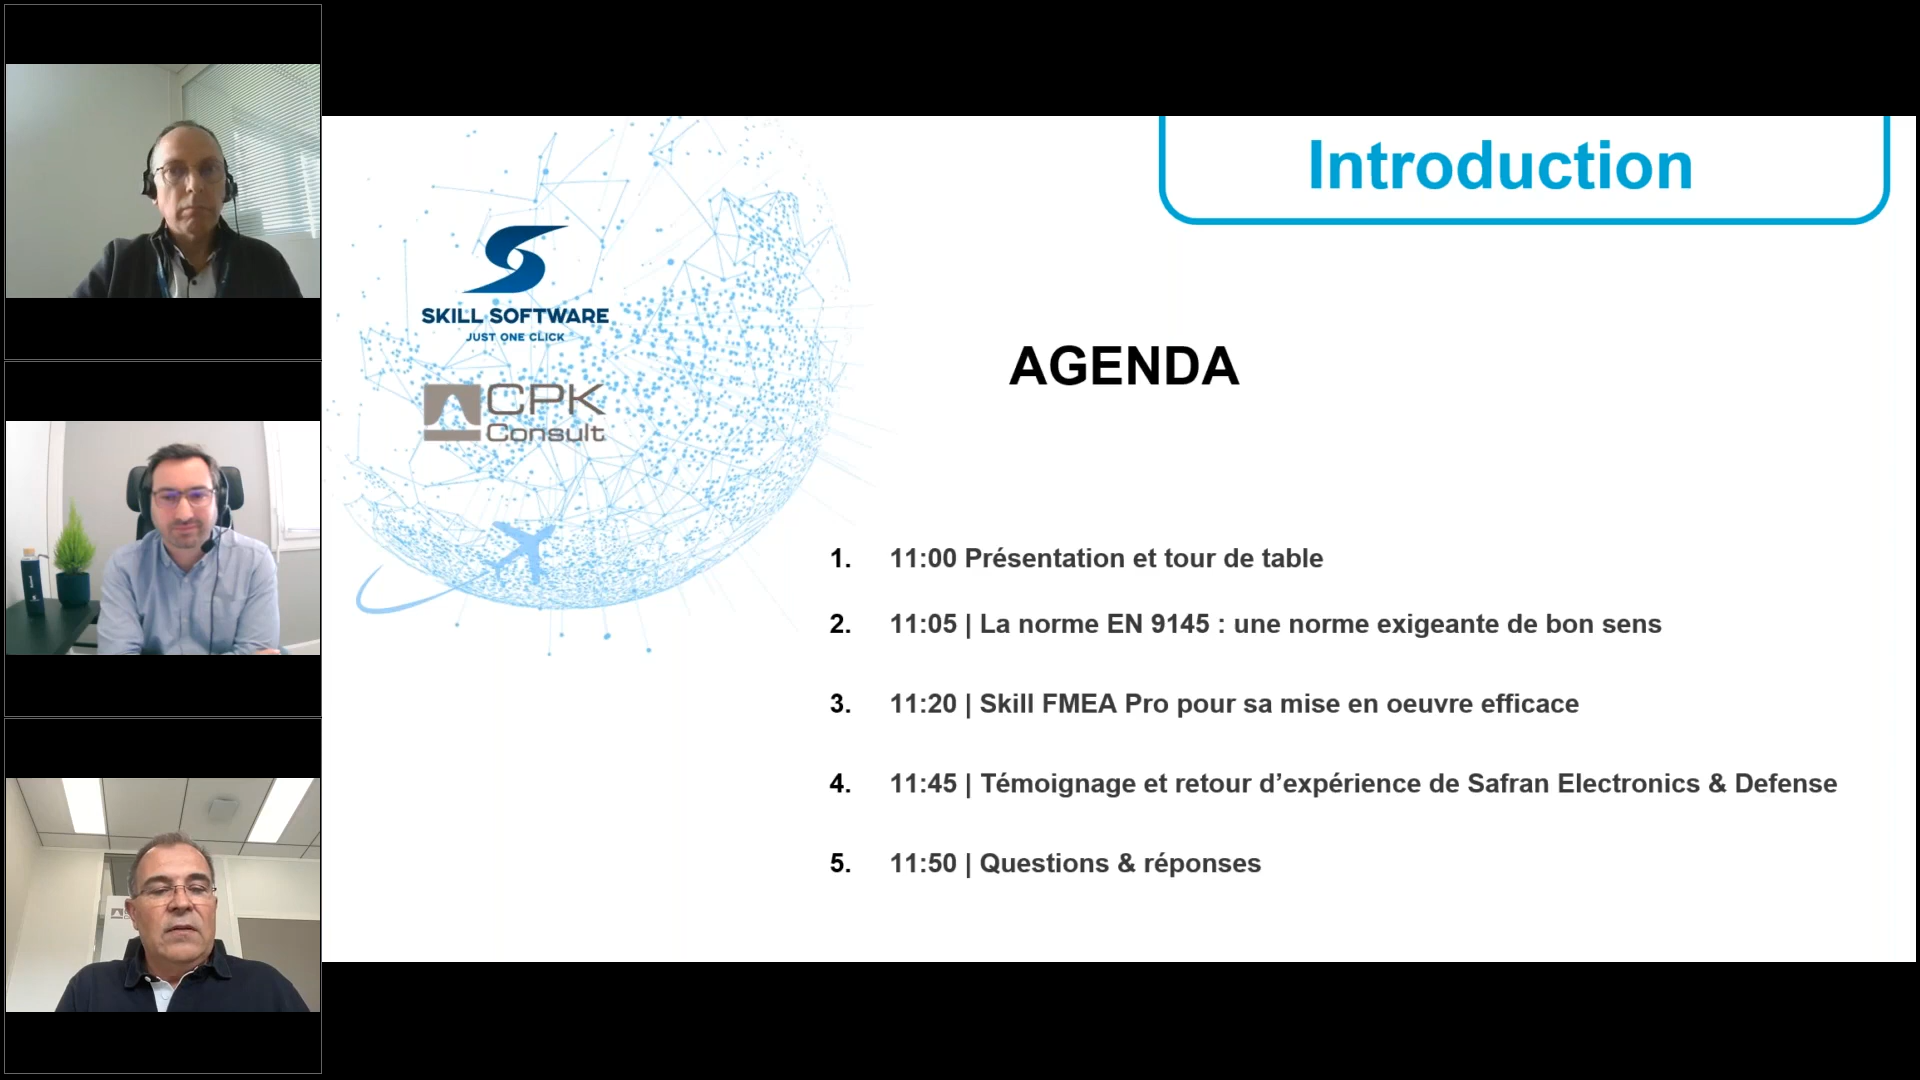 Introduction
SKILL SOFTWARE
JUST ONE CLICK
CPK
Consult
AGENDA
1. 11:00 Présentation et tour de table
2. 11:05 | La norme EN 9145 : une norme exigeante de bon sens
3. 11:20 | Skill FMEA Pro pour sa mise en oeuvre efficace
4. 11:45 | Témoignage et retour d’expérience de Safran Electronics & Defense
5. 11:50 | Questions & réponses